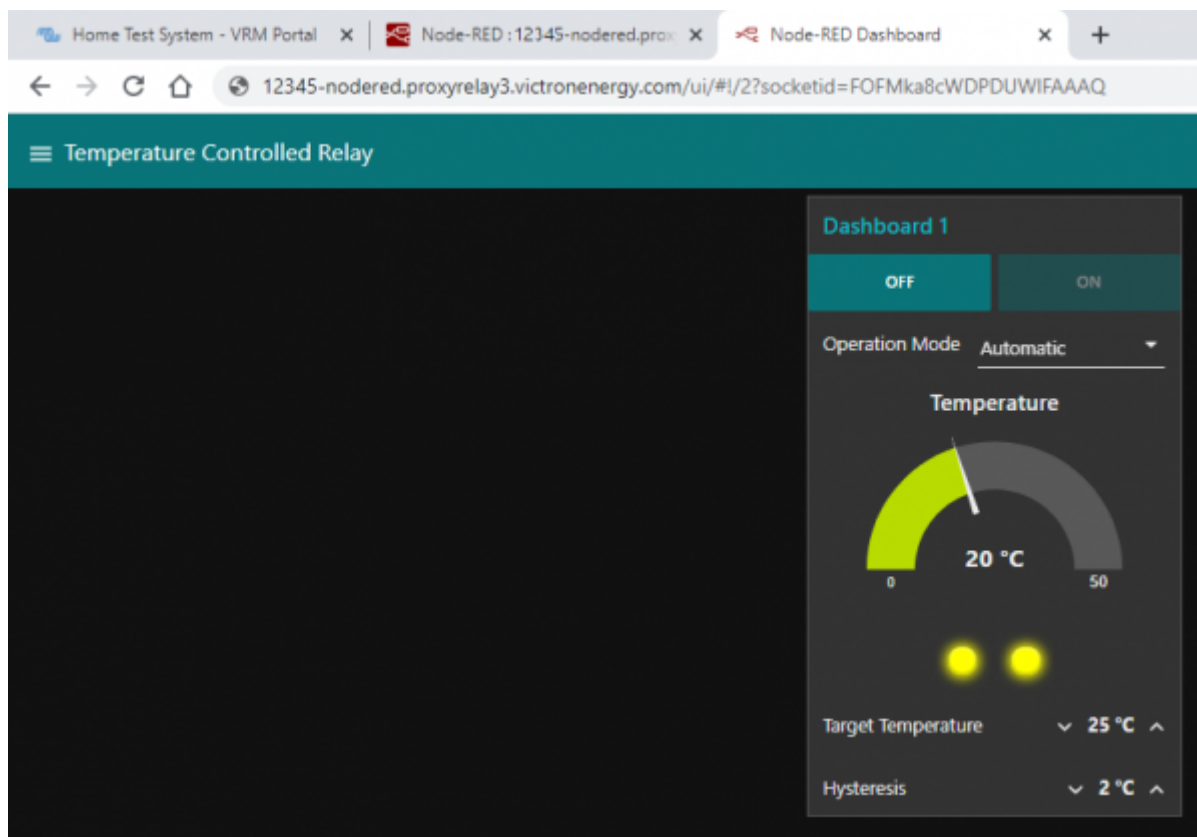 Home Test System - VRM Portal
Node-RED : 12345-nodered.prox
Node-RED Dashboard
12345-nodered.proxyrelay3.victronenergy.com/ui/#!/2?socketid=FOFMka8cWDPDUWIFAAAQ
Temperature Controlled Relay
Dashboard 1
OFF ON
Operation Mode Automatic
Temperature
20 °C
0 50
Target Temperature 25 °C
Hysteresis 2 °C